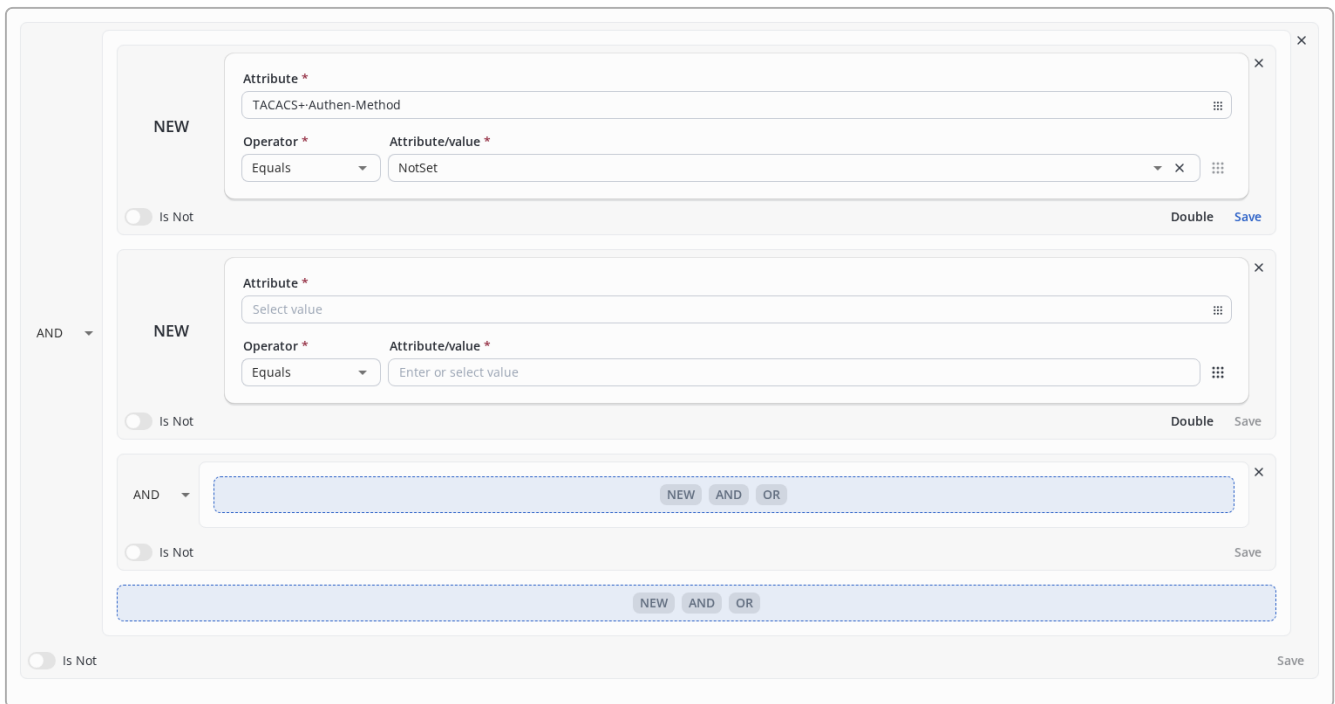 Attribute *
TACACS+·Authen-Method
NEW
Operator * Attribute/value *
Equals NotSet
Is Not Double Save
Attribute *
Select value
NEW
Operator * Attribute/value *
AND
Equals Enter or select value
Is Not Double Save
AND NEW AND OR
Is Not Save
NEW AND OR
Is Not Save